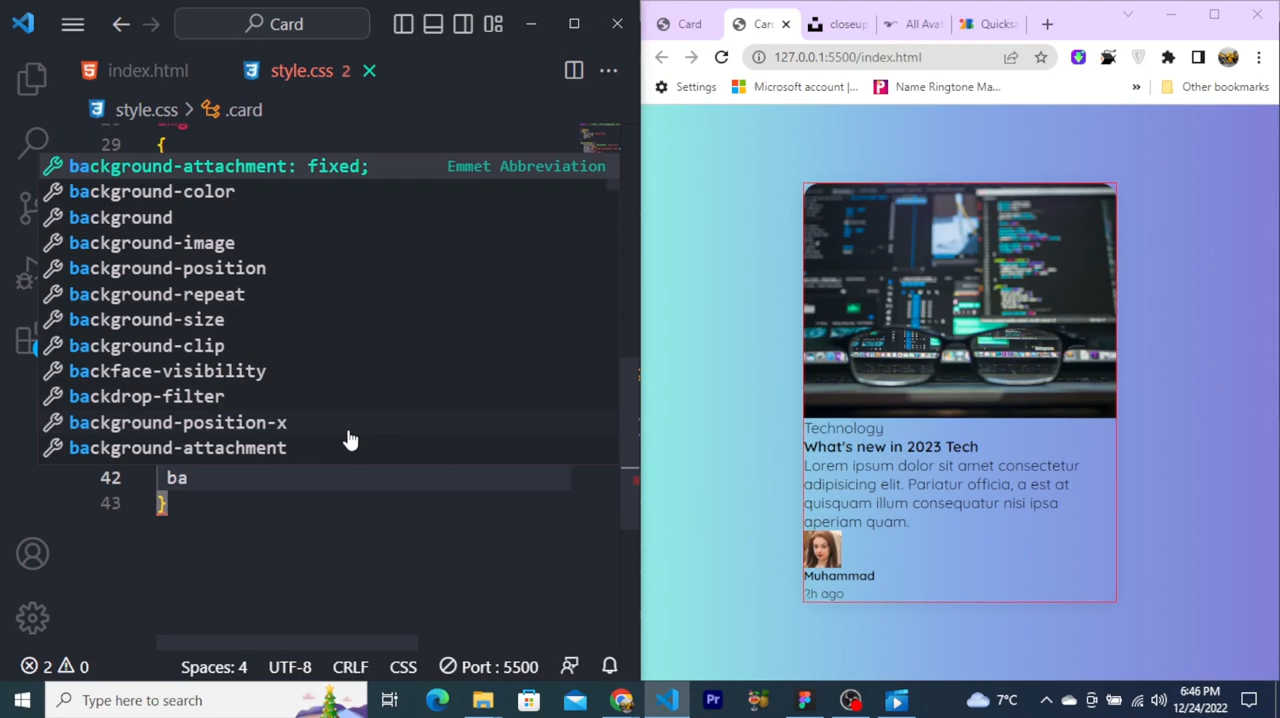 Card
index.html
style.css 2
style.css > .card
29 {
background-attachment: fixed; Emmet Abbreviation
background-color
background
background-image
background-position
background-repeat
background-size
background-clip
backface-visibility
backdrop-filter
background-position-x
background-attachment
42 ba
43 }
2 0 Spaces: 4 UTF-8 CRLF CSS Port : 5500
Card
Car
closeup
All Avat
Quicksa
127.0.0.1:5500/index.html
Settings Microsoft account |... Name Ringtone Ma... » Other bookmarks
Technology
What's new in 2023 Tech
Lorem ipsum dolor sit amet consectetur
adipisicing elit. Pariatur officia, a est at
quisquam illum consequatur nisi ipsa
aperiam quam.
Muhammad
2h ago
Type here to search
Pr
7°C
6:46 PM
12/24/2022